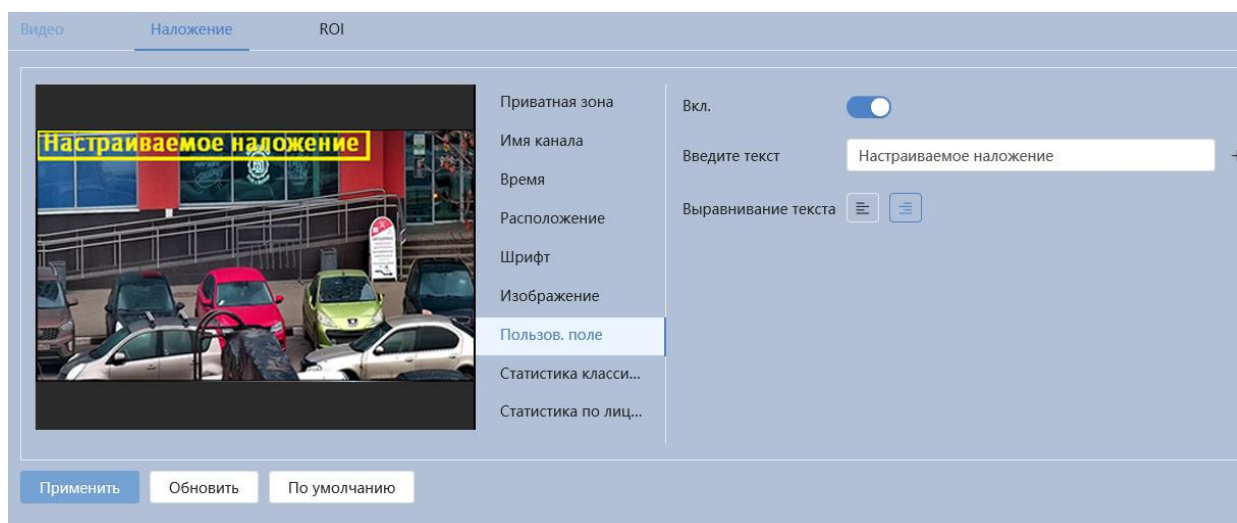 Видео Наложение ROI
Настраиваемое наложение
Приватная зона
Имя канала
Время
Расположение
Шрифт
Изображение
Пользов. поле
Статистика класси...
Статистика по лиц...
Вкл.
Введите текст Настраиваемое наложение +
Выравнивание текста
Применить Обновить По умолчанию